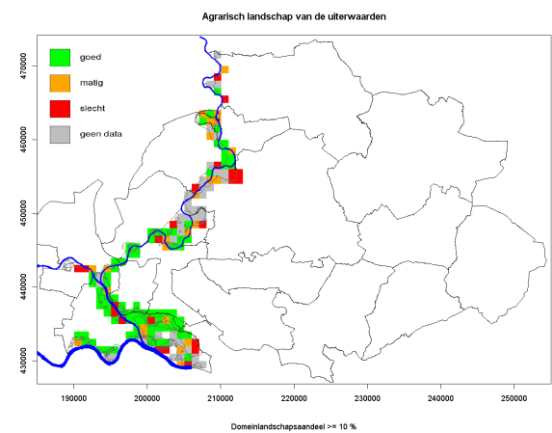 Agrarisch landschap van de uiterwaarden
goed
matig
slecht
geen data
470000
460000
450000
440000
430000
190000 200000 210000 220000 230000 240000 250000
Domeinlandschapsaandeel >= 10 %